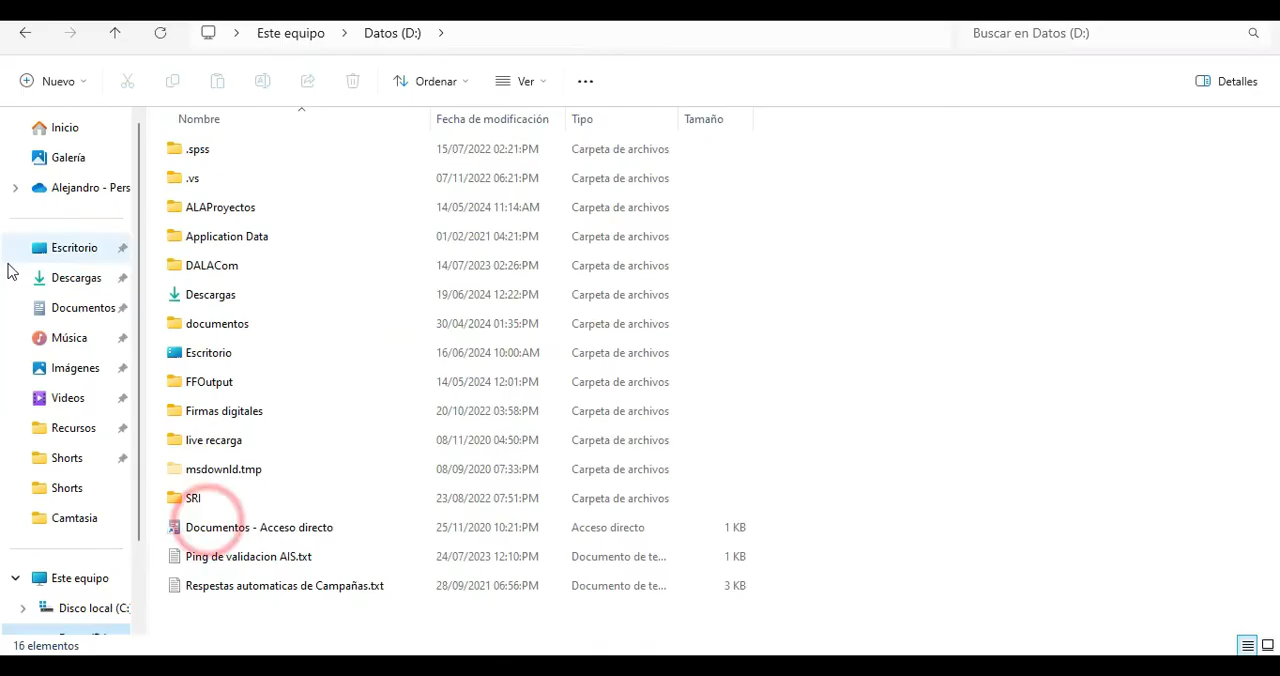 Este equipo > Datos (D:) >
Buscar en Datos (D:)
Nuevo
Ordenar
Ver
Detalles
Inicio
Galería
Alejandro - Pers
Escritorio
Descargas
Documentos
Música
Imágenes
Videos
Recursos
Shorts
Shorts
Camtasia
Este equipo
Disco local (C:)
Nombre Fecha de modificación Tipo Tamaño
.spss 15/07/2022 02:21:PM Carpeta de archivos
.vs 07/11/2022 06:21:PM Carpeta de archivos
ALAProyectos 14/05/2024 11:14:AM Carpeta de archivos
Application Data 01/02/2021 04:21:PM Carpeta de archivos
DALACom 14/07/2023 02:26:PM Carpeta de archivos
Descargas 19/06/2024 12:22:PM Carpeta de archivos
documentos 30/04/2024 01:35:PM Carpeta de archivos
Escritorio 16/06/2024 10:00:AM Carpeta de archivos
FFOutput 14/05/2024 12:01:PM Carpeta de archivos
Firmas digitales 20/10/2022 03:58:PM Carpeta de archivos
live recarga 08/11/2020 04:50:PM Carpeta de archivos
msdownld.tmp 08/09/2020 07:33:PM Carpeta de archivos
SRI 23/08/2022 07:51:PM Carpeta de archivos
Documentos - Acceso directo 25/11/2020 10:21:PM Acceso directo 1 KB
Ping de validacion AIS.txt 24/07/2023 12:10:PM Documento de te... 1 KB
Respestas automaticas de Campañas.txt 28/09/2021 06:56:PM Documento de te... 3 KB
16 elementos